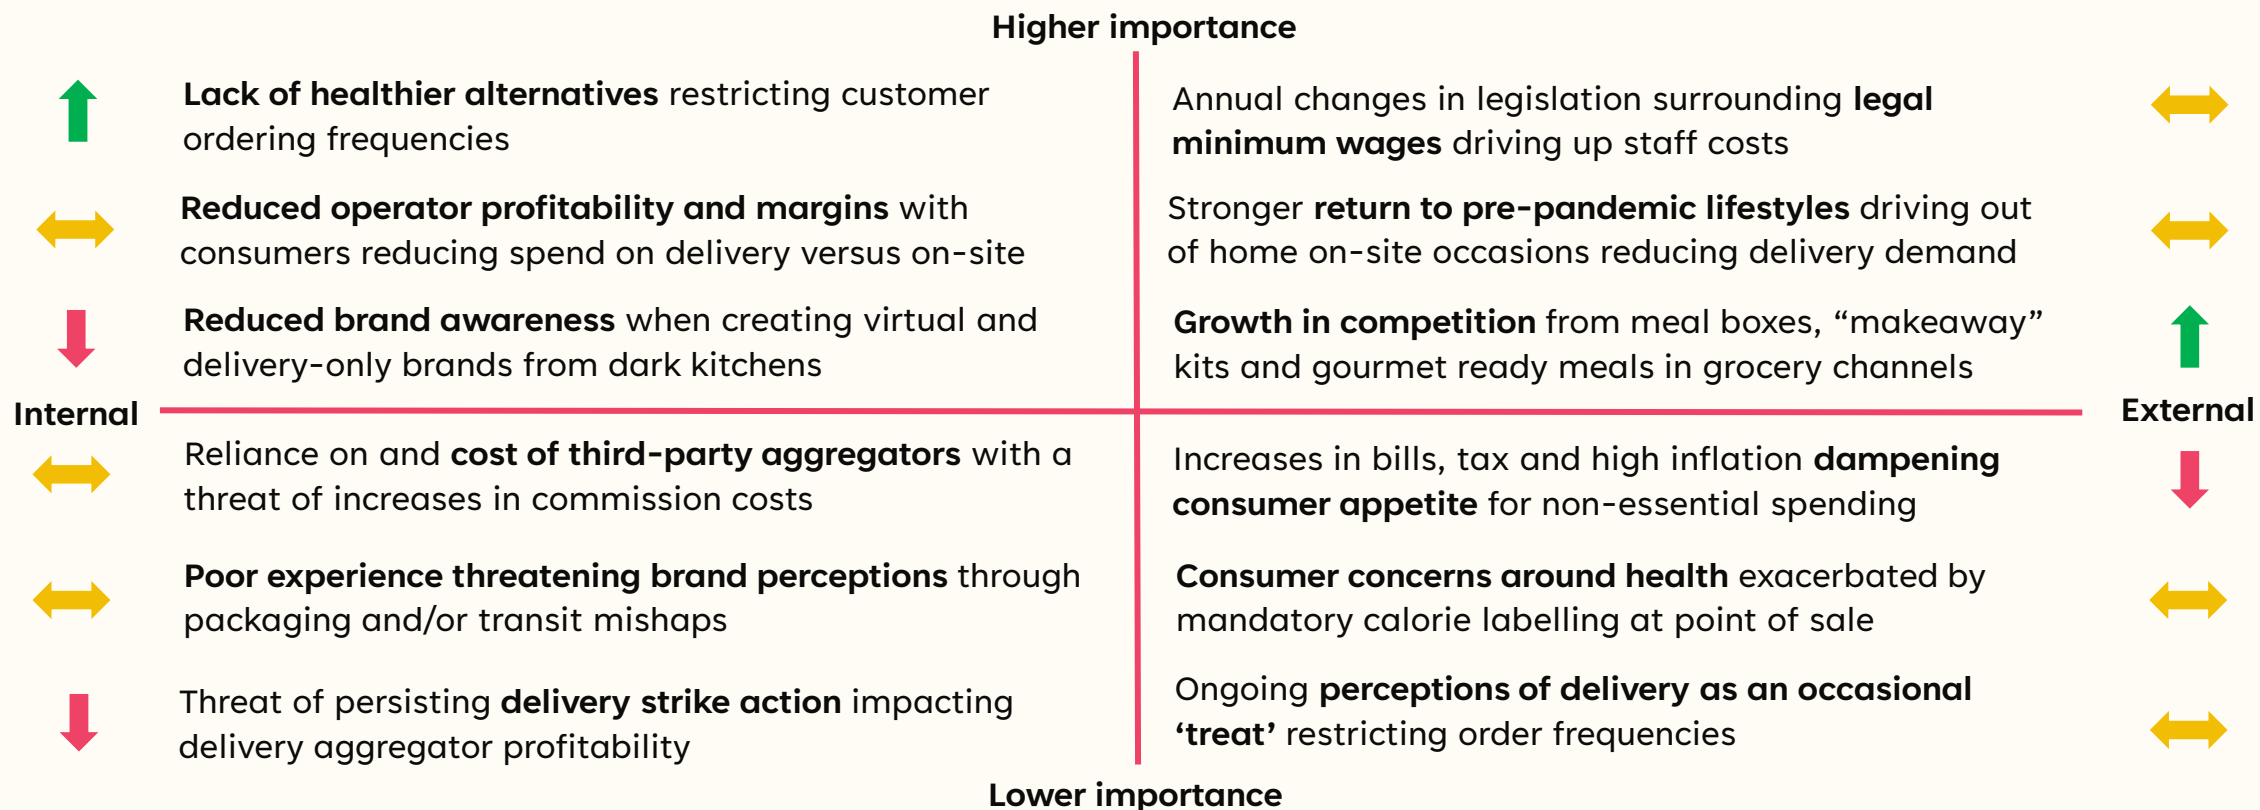 Higher importance
Lack of healthier alternatives restricting customer
ordering frequencies
Reduced operator profitability and margins with
consumers reducing spend on delivery versus on-site
Reduced brand awareness when creating virtual and
delivery-only brands from dark kitchens
Annual changes in legislation surrounding legal
minimum wages driving up staff costs
Stronger return to pre-pandemic lifestyles driving out
of home on-site occasions reducing delivery demand
Growth in competition from meal boxes, “makeaway”
kits and gourmet ready meals in grocery channels
Internal
External
Reliance on and cost of third-party aggregators with a
threat of increases in commission costs
Poor experience threatening brand perceptions through
packaging and/or transit mishaps
Threat of persisting delivery strike action impacting
delivery aggregator profitability
Increases in bills, tax and high inflation dampening
consumer appetite for non-essential spending
Consumer concerns around health exacerbated by
mandatory calorie labelling at point of sale
Ongoing perceptions of delivery as an occasional
‘treat’ restricting order frequencies
Lower importance